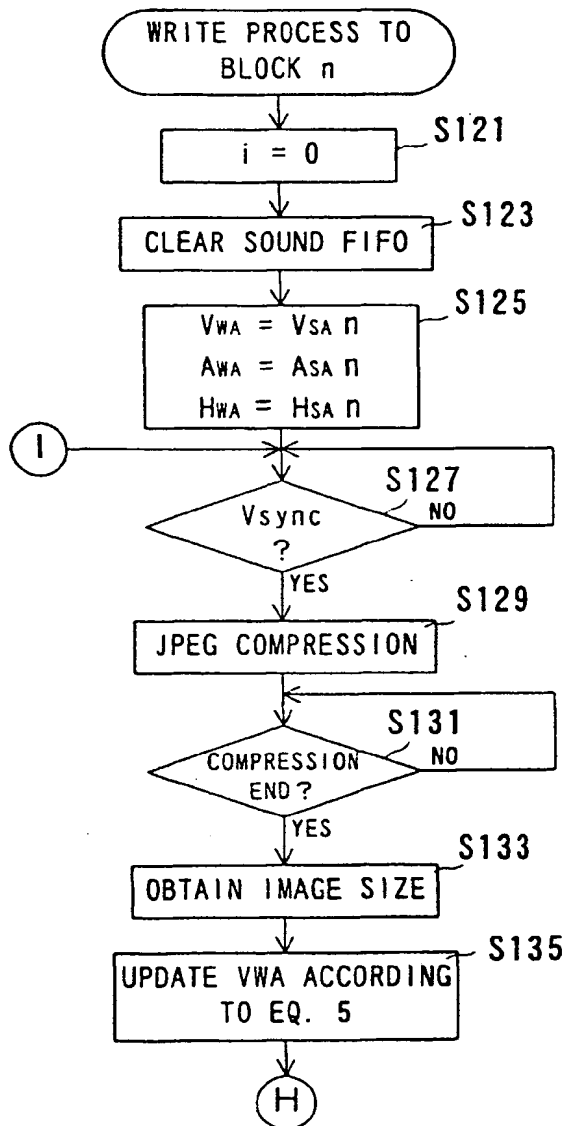 WRITE PROCESS TO
BLOCK n
S121
i = 0
S123
CLEAR SOUND FIFO
S125
VWA = VSA n
AWA = ASA n
HWA = HSA n
I
S127
Vsync
?
NO
YES
S129
JPEG COMPRESSION
S131
COMPRESSION
END?
NO
YES
S133
OBTAIN IMAGE SIZE
S135
UPDATE VWA ACCORDING
TO EQ. 5
H